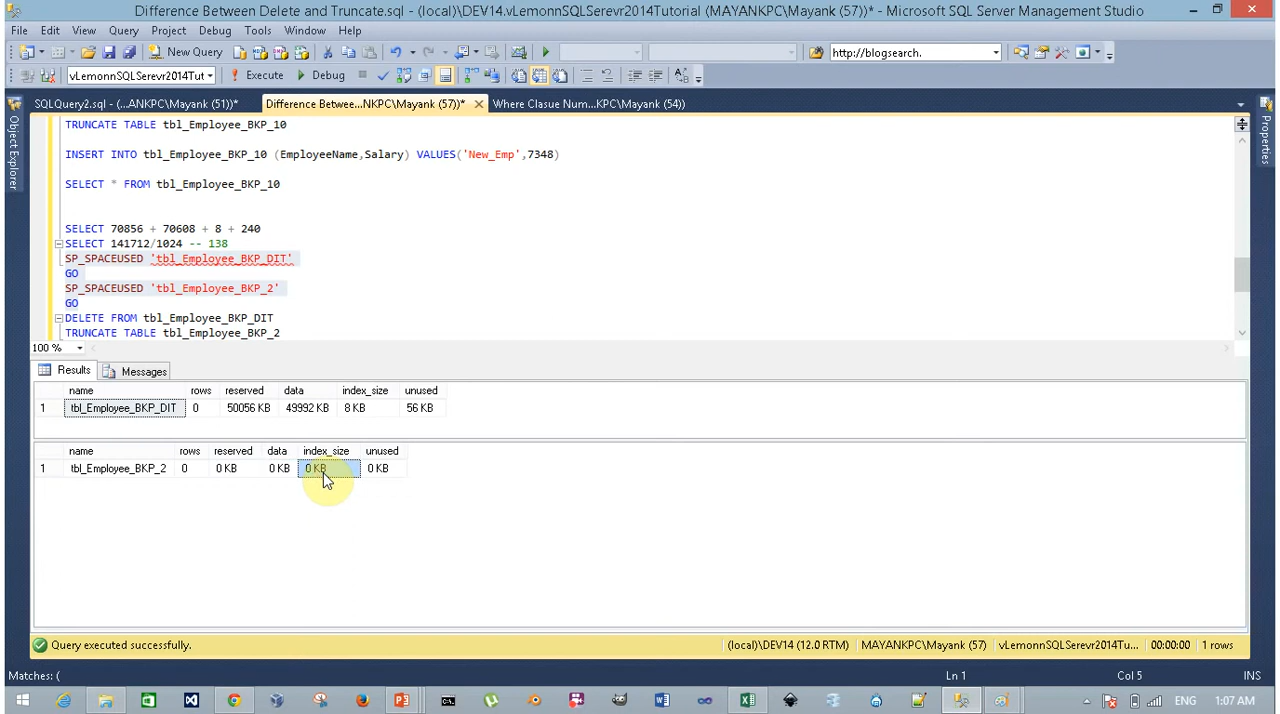 Difference Between Delete and Truncate.sql - (local)\DEV14.vLemonnSQLSerevr2014Tutorial (MAYANKPC\Mayank (57))* - Microsoft SQL Server Management Studio
File Edit View Query Project Debug Tools Window Help
New Query http://blogsearch.
vLemonnSQLSerevr2014Tut Execute Debug
SQLQuery2.sql - (...ANKPC\Mayank (51))* Difference Betwee...NKPC\Mayank (57))* Where Clasue Num...KPC\Mayank (54))
Object Explorer
Properties
TRUNCATE TABLE tbl_Employee_BKP_10
INSERT INTO tbl_Employee_BKP_10 (EmployeeName,Salary) VALUES('New_Emp',7348)
SELECT * FROM tbl_Employee_BKP_10
SELECT 70856 + 70608 + 8 + 240
SELECT 141712/1024 -- 138
SP_SPACEUSED 'tbl_Employee_BKP_DIT'
GO
SP_SPACEUSED 'tbl_Employee_BKP_2'
GO
DELETE FROM tbl_Employee_BKP_DIT
TRUNCATE TABLE tbl_Employee_BKP_2
100 %
Results Messages
name rows reserved data index_size unused
1 tbl_Employee_BKP_DIT 0 50056 KB 49992 KB 8 KB 56 KB
name rows reserved data index_size unused
1 tbl_Employee_BKP_2 0 0 KB 0 KB 0 KB 0 KB
Query executed successfully. (local)\DEV14 (12.0 RTM) MAYANKPC\Mayank (57) vLemonnSQLSerevr2014Tu... 00:00:00 1 rows
Matches: ( Ln 1 Col 5 INS
ENG 1:07 AM